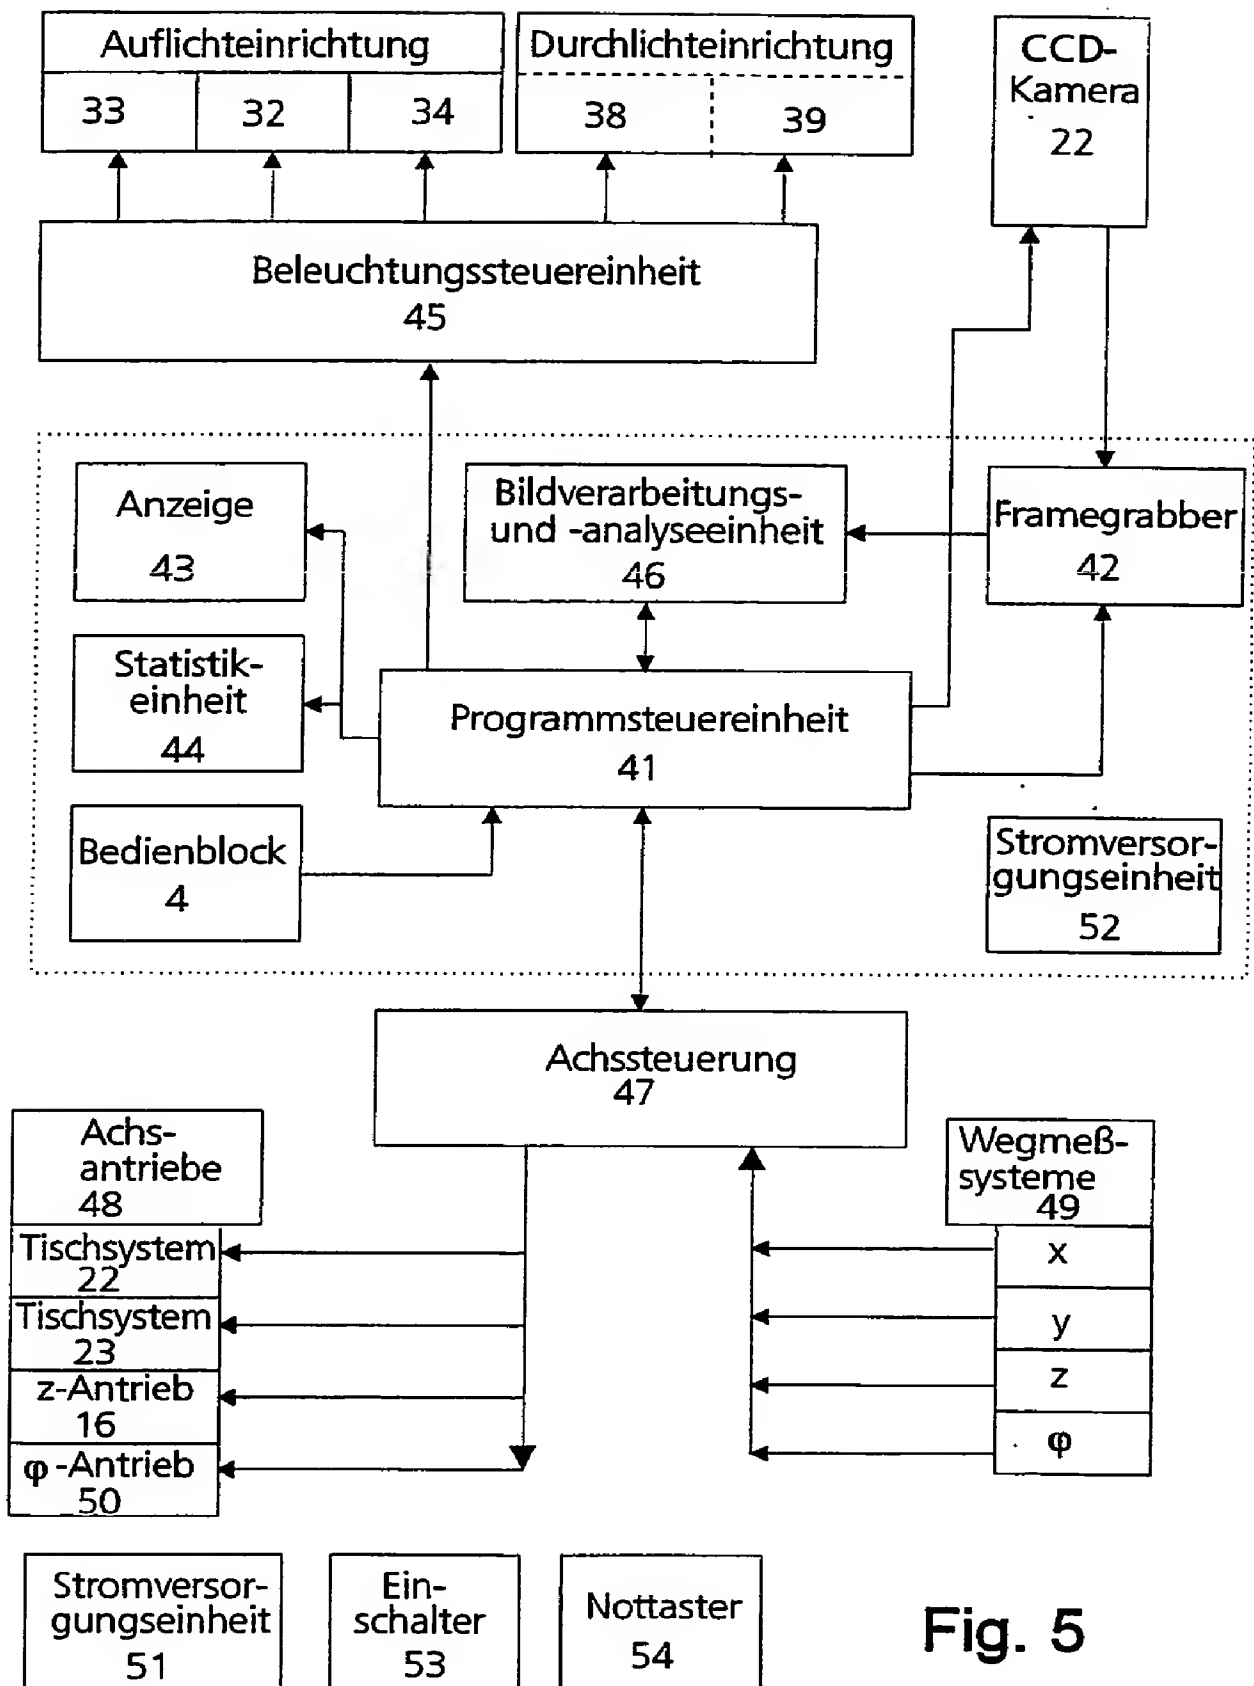 Auflichteinrichtung
33
32
34
Durchlichteinrichtung
38
39
CCD-
Kamera
22
Beleuchtungssteuereinheit
45
Anzeige
43
Bildverarbeitungs-
und -analyseeinheit
46
Framegrabber
42
Statistik-
einheit
44
Programmsteuereinheit
41
Bedienblock
4
Stromversor-
gungseinheit
52
Achssteuerung
47
Achs-
antriebe
48
Tischsystem
22
Tischsystem
23
z-Antrieb
16
φ-Antrieb
50
Wegmeß-
systeme
49
x
y
z
φ
Stromversor-
gungseinheit
51
Ein-
schalter
53
Nottaster
54
Fig. 5